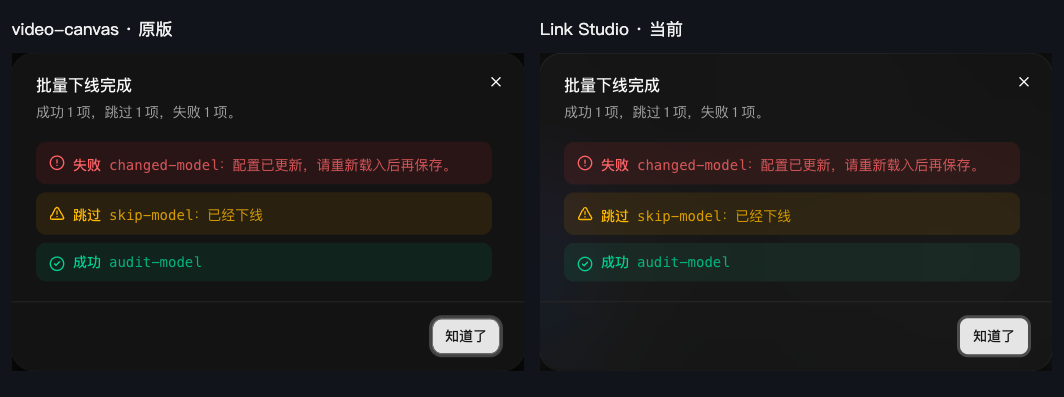 video-canvas · 原版
批量下线完成
成功 1 项，跳过 1 项，失败 1 项。
失败 changed-model：配置已更新，请重新载入后再保存。
跳过 skip-model：已经下线
成功 audit-model
知道了
Link Studio · 当前
批量下线完成
成功 1 项，跳过 1 项，失败 1 项。
失败 changed-model：配置已更新，请重新载入后再保存。
跳过 skip-model：已经下线
成功 audit-model
知道了